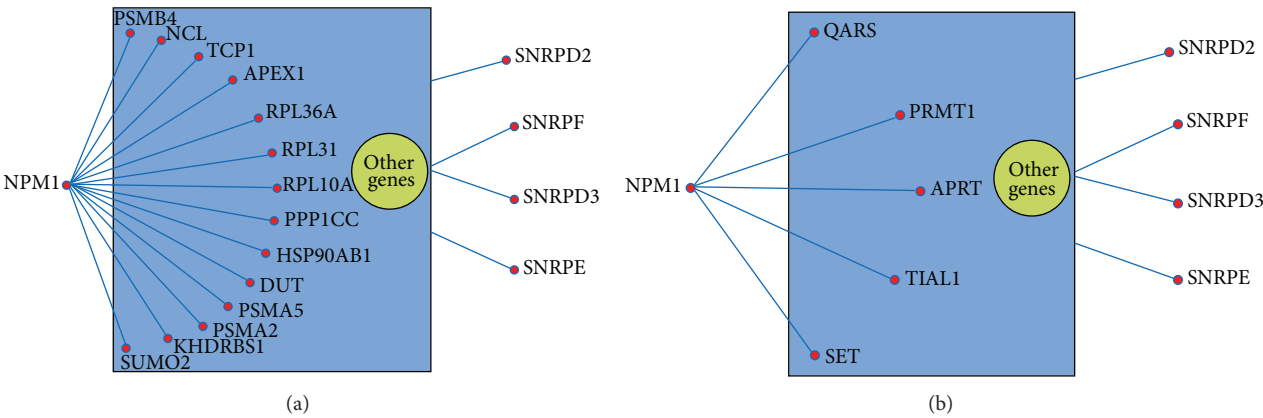 PSMB4
NCL
TCP1
APEX1
RPL36A
RPL31
RPL10A
PPP1CC
HSP90AB1
DUT
PSMA5
PSMA2
KHDRBS1
SUMO2
NPM1
Other
genes
SNRPD2
SNRPF
SNRPD3
SNRPE
(a)
QARS
PRMT1
APRT
TIAL1
SET
NPM1
Other
genes
SNRPD2
SNRPF
SNRPD3
SNRPE
(b)